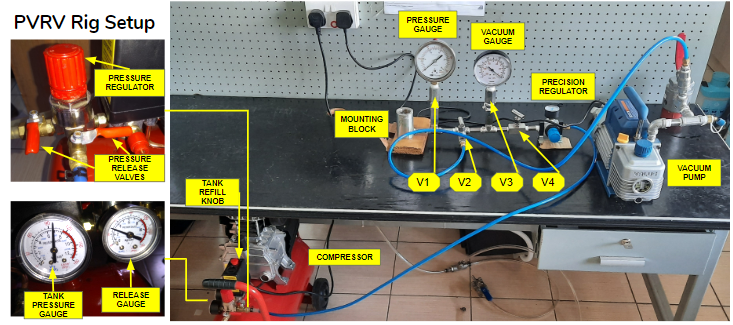 PVRV Rig Setup
PRESSURE
REGULATOR
PRESSURE
RELEASE
VALVES
TANK
PRESSURE
GAUGE
RELEASE
GAUGE
PRESSURE
GAUGE
VACUUM
GAUGE
PRECISION
REGULATOR
MOUNTING
BLOCK
V1
V2
V3
V4
VACUUM
PUMP
TANK
REFILL
KNOB
COMPRESSOR